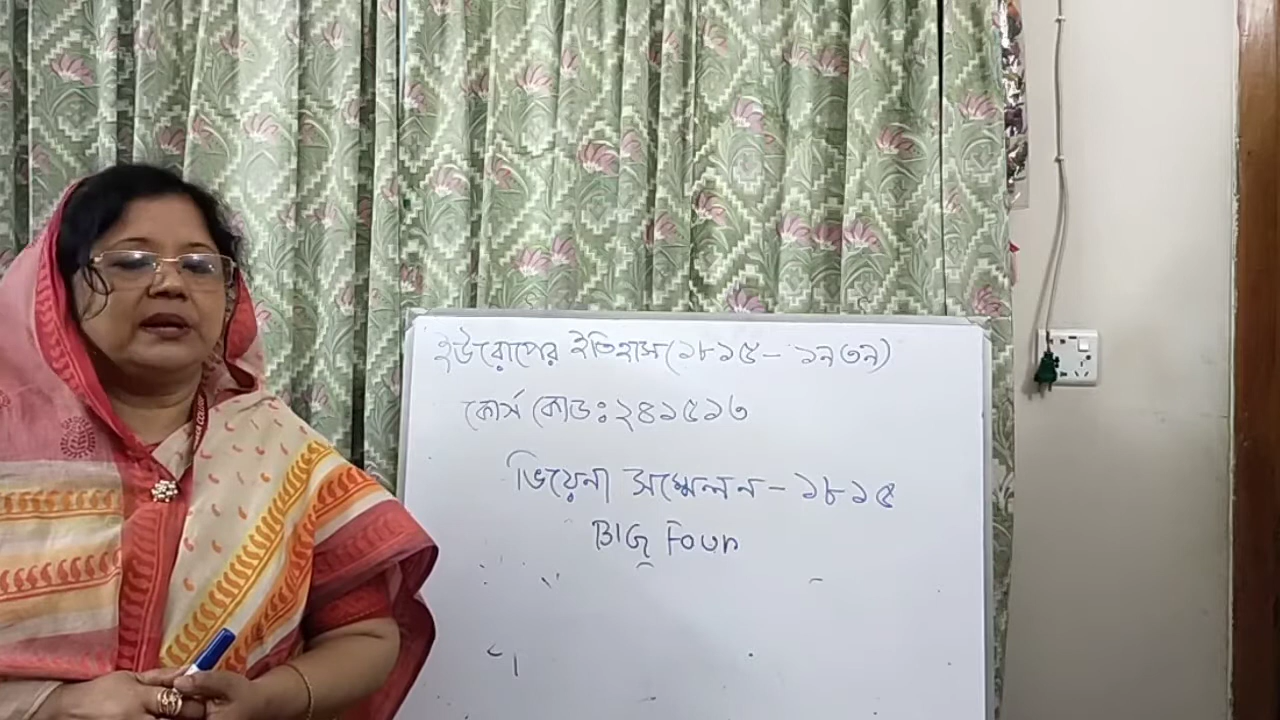 ইউরোপের ইতিহাস (১৮১৫ - ১৯৩৯)
কোর্স কোডঃ ২৪১৫১৩
ভিয়েনা সম্মেলন - ১৮১৫
BIG Four